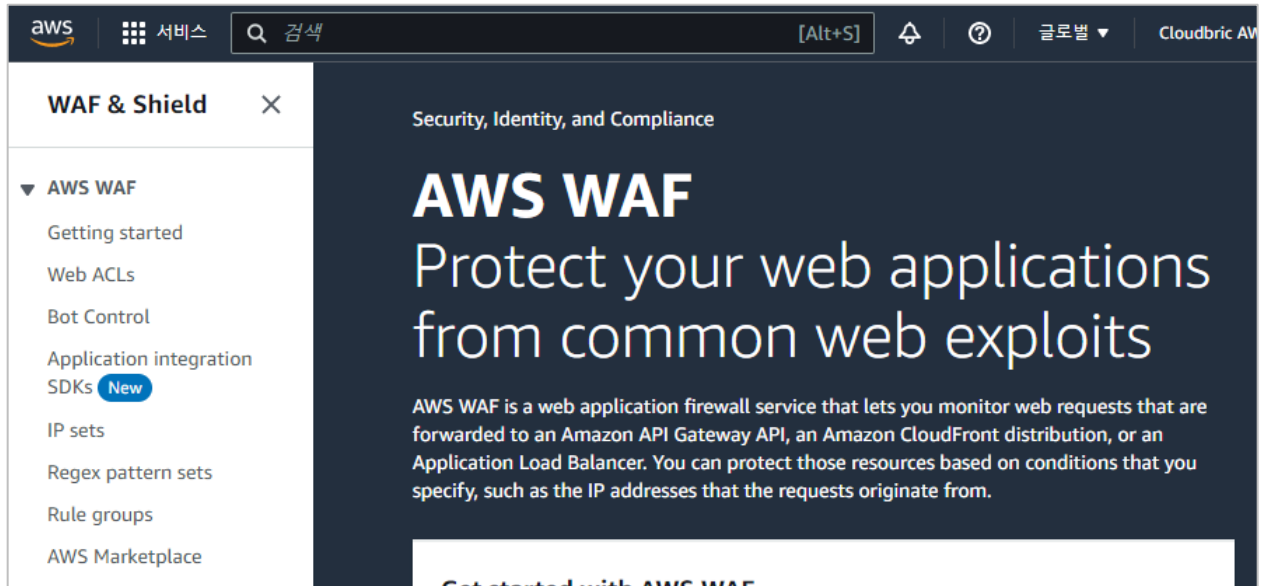 aws
서비스
검색
[Alt+S]
글로벌 ▼
Cloudbric
WAF & Shield
AWS WAF
Getting started
Web ACLs
Bot Control
Application integration
SDKs New
IP sets
Regex pattern sets
Rule groups
AWS Marketplace
Security, Identity, and Compliance
AWS WAF
Protect your web applications
from common web exploits
AWS WAF is a web application firewall service that lets you monitor web requests that are
forwarded to an Amazon API Gateway API, an Amazon CloudFront distribution, or an
Application Load Balancer. You can protect those resources based on conditions that you
specify, such as the IP addresses that the requests originate from.
Get started with AWS WAF